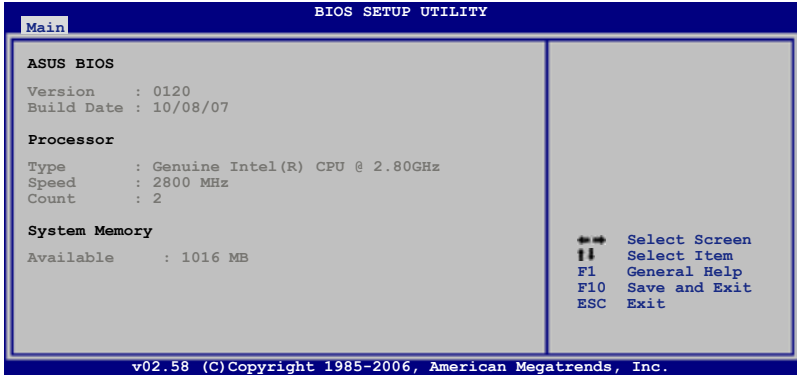 BIOS SETUP UTILITY
Main
ASUS BIOS
Version : 0120
Build Date : 10/08/07
Processor
Type : Genuine Intel(R) CPU @ 2.80GHz
Speed : 2800 MHz
Count : 2
System Memory
Available : 1016 MB
←→ Select Screen
↑↓ Select Item
F1 General Help
F10 Save and Exit
ESC Exit
v02.58 (C)Copyright 1985-2006, American Megatrends, Inc.